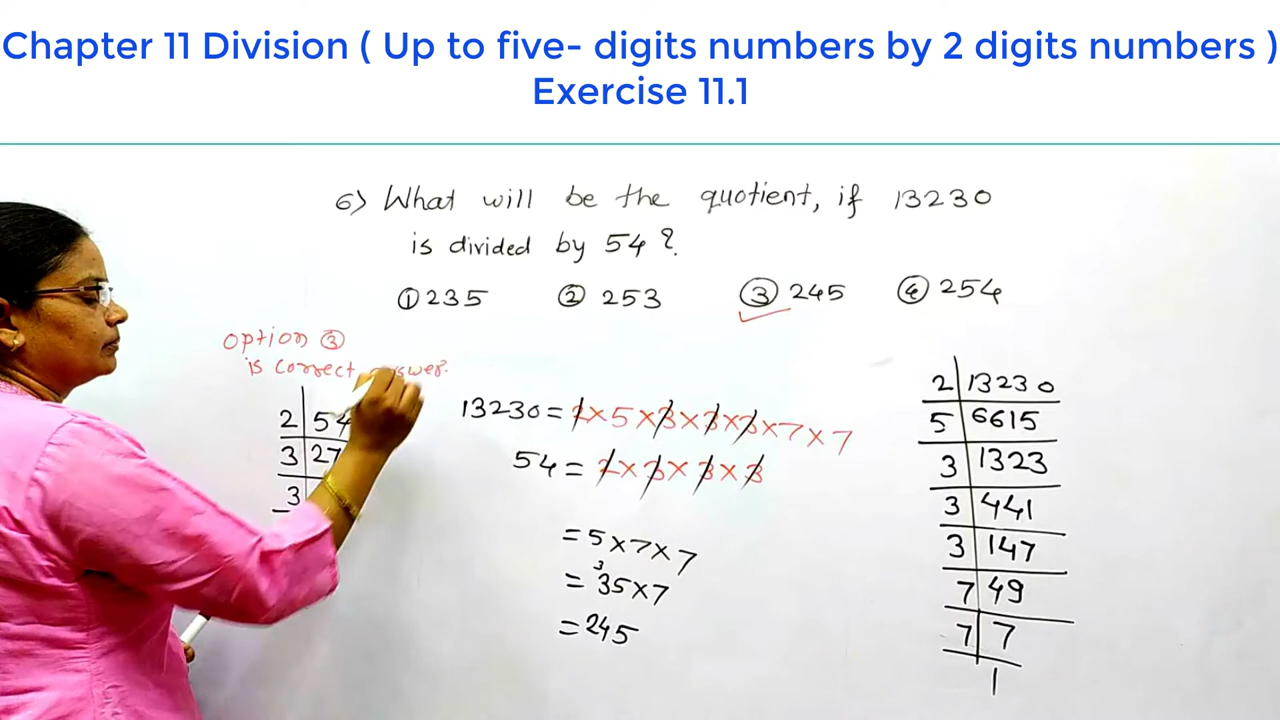 Chapter 11 Division ( Up to five- digits numbers by 2 digits numbers )
Exercise 11.1
6) What will be the quotient, if 13230
is divided by 54 ?
① 235 ② 253 ③ 245 ④ 254
Option ③
is correct answer.
2 54
3 27
3
13230 = 2 × 5 × 3 × 3 × 3 × 7 × 7
54 = 2 × 3 × 3 × 3
= 5 × 7 × 7
3
= 35 × 7
= 245
2 13230
5 6615
3 1323
3 441
3 147
7 49
7 7
1